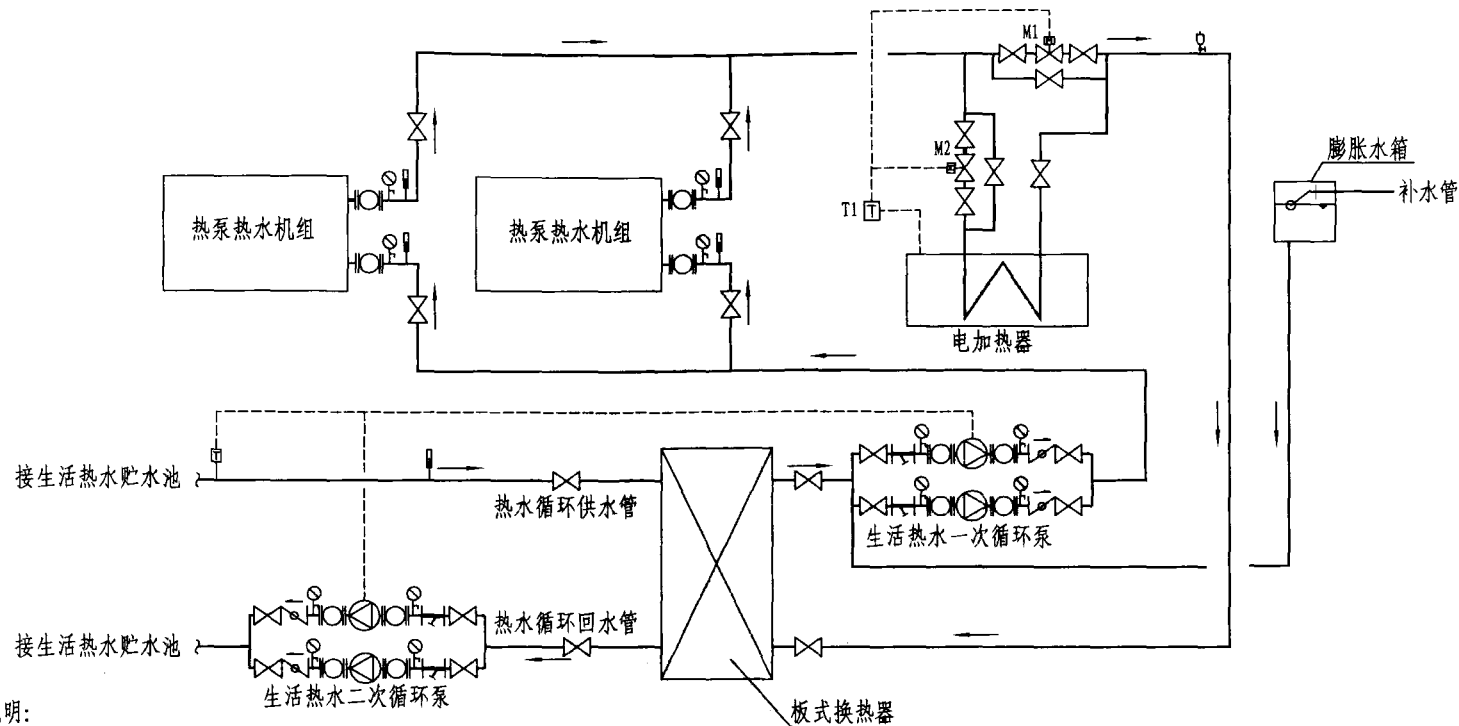 M1
膨胀水箱
M2
补水管
热泵热水机组
热泵热水机组
T1
T
电加热器
T
接生活热水贮水池
热水循环供水管
生活热水一次循环泵
接生活热水贮水池
热水循环回水管
生活热水二次循环泵
板式换热器
明: